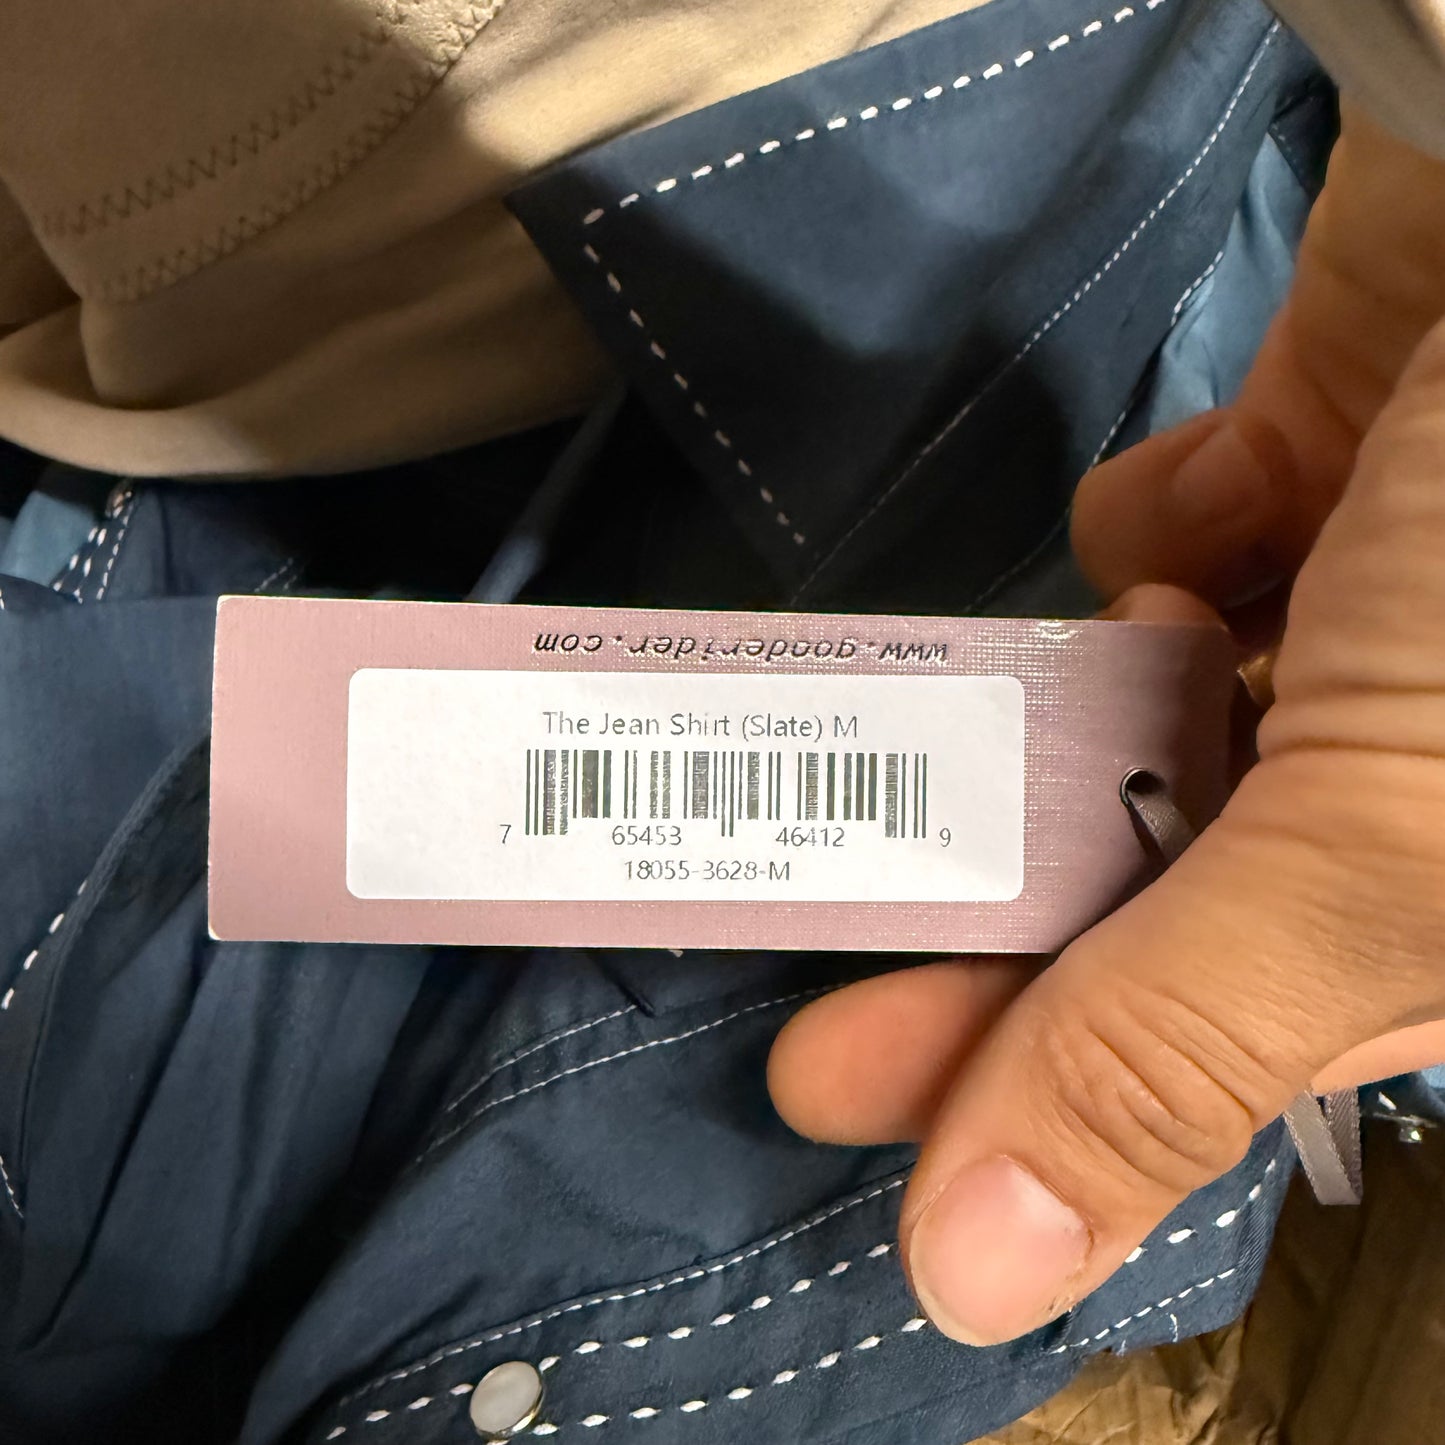 www.gooderider.com
The Jean Shirt (Slate) M
7 65453 46412 9
18055-3628-M